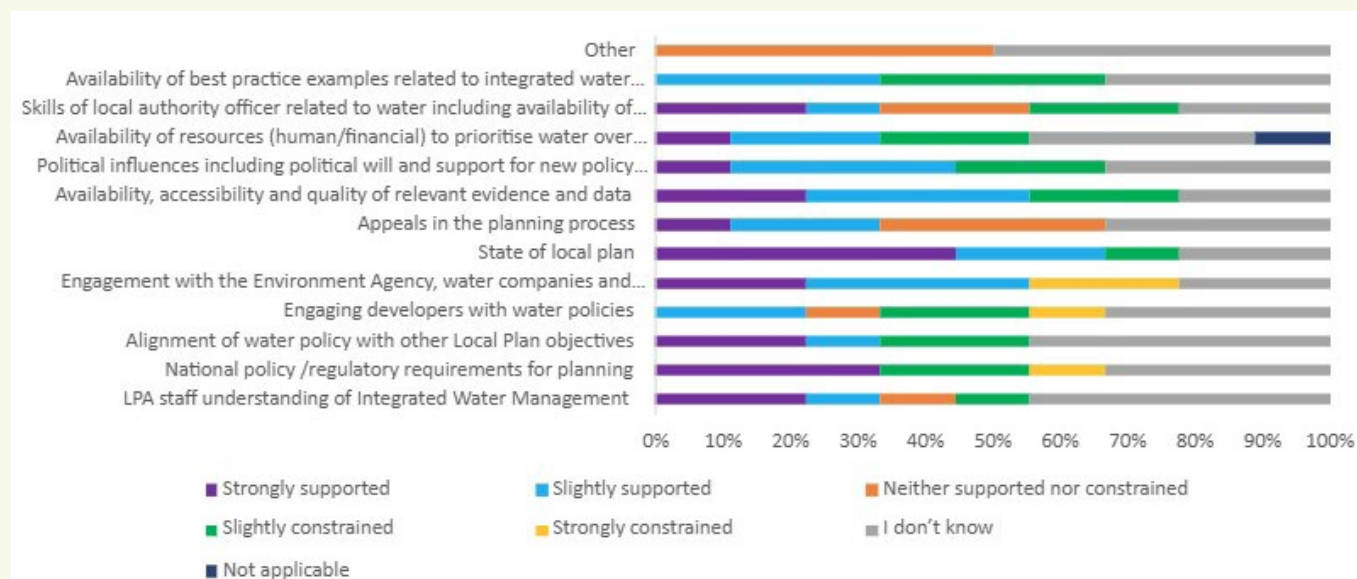 Other
Availability of best practice examples related to integrated water...
Skills of local authority officer related to water including availability of...
Availability of resources (human/financial) to prioritise water over...
Political influences including political will and support for new policy...
Availability, accessibility and quality of relevant evidence and data
Appeals in the planning process
State of local plan
Engagement with the Environment Agency, water companies and...
Engaging developers with water policies
Alignment of water policy with other Local Plan objectives
National policy /regulatory requirements for planning
LPA staff understanding of Integrated Water Management
0% 10% 20% 30% 40% 50% 60% 70% 80% 90% 100%
Strongly supported Slightly supported Neither supported nor constrained
Slightly constrained Strongly constrained I don't know
Not applicable